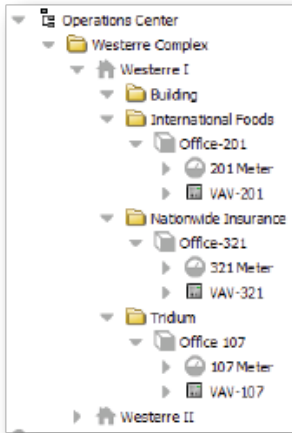 Operations Center
Westerre Complex
Westerre I
Building
International Foods
Office-201
201 Meter
VAV-201
Nationwide Insurance
Office-321
321 Meter
VAV-321
Tridium
Office 107
107 Meter
VAV-107
Westerre II